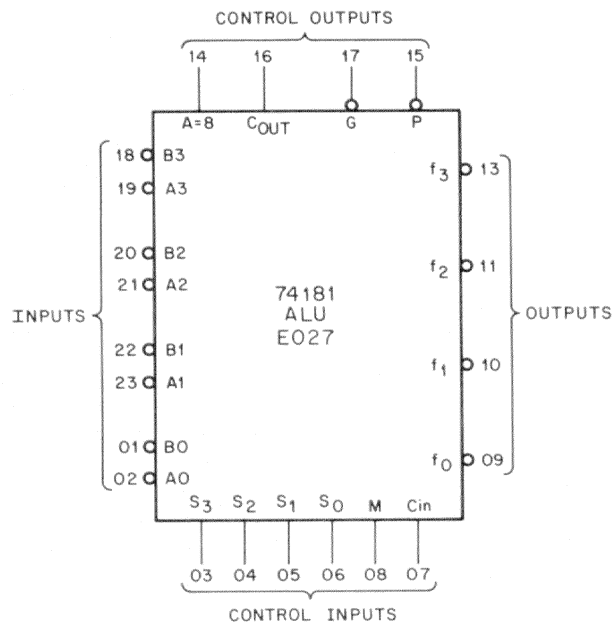 CONTROL OUTPUTS
14 16 17 15
A=8 COUT G P
18 B3
19 A3
f3 13
20 B2
21 A2
f2 11
74181
ALU
E027
INPUTS
OUTPUTS
22 B1
23 A1
f1 10
01 B0
02 A0
f0 09
S3 S2 S1 S0 M Cin
03 04 05 06 08 07
CONTROL INPUTS